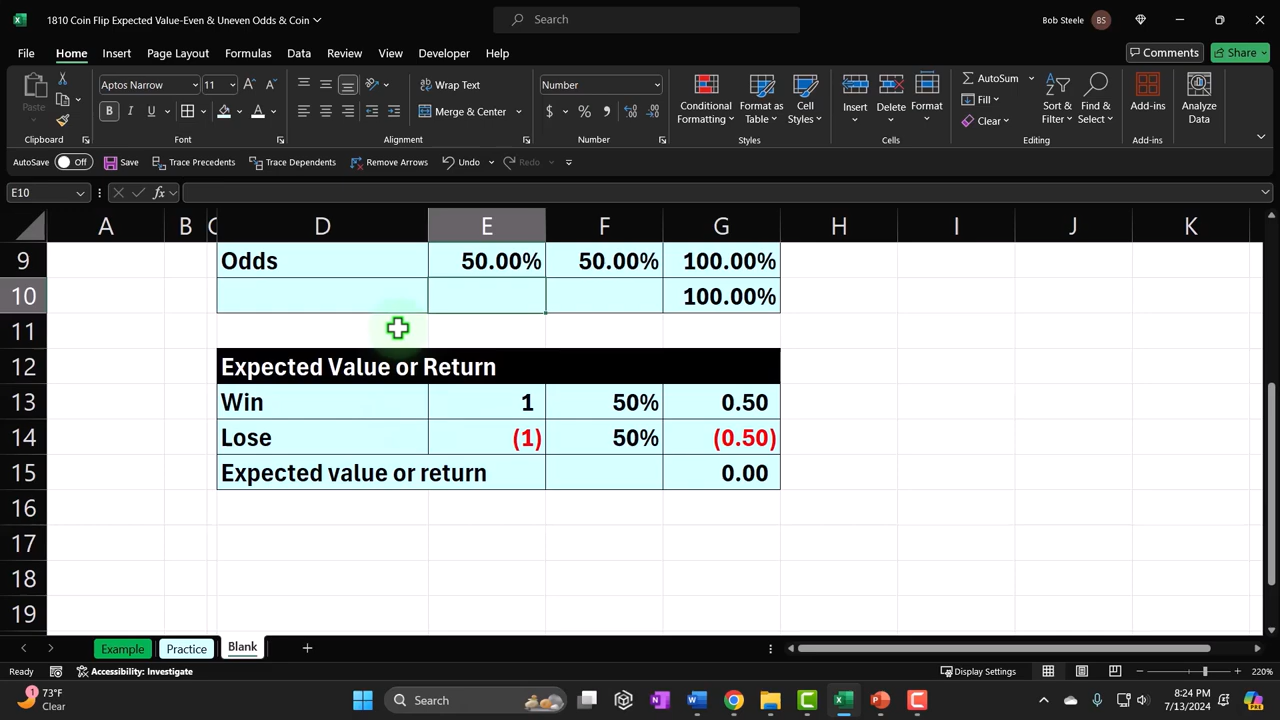 1810 Coin Flip Expected Value-Even & Uneven Odds & Coin
Search
Bob Steele
BS
File Home Insert Page Layout Formulas Data Review View Developer Help
Comments
Share
Paste
Clipboard
Aptos Narrow
11
B I U
Font
Wrap Text
Merge & Center
Alignment
Number
$ % ,
Number
Conditional Formatting
Format as Table
Cell Styles
Styles
Insert
Delete
Format
Cells
AutoSum
Fill
Clear
Sort & Filter
Find & Select
Editing
Add-ins
Add-ins
Analyze Data
AutoSave Off Save Trace Precedents Trace Dependents Remove Arrows Undo Redo
E10
fx
A B C D E F G H I J K
9 Odds 50.00% 50.00% 100.00%
10 100.00%
11
12 Expected Value or Return
13 Win 1 50% 0.50
14 Lose (1) 50% (0.50)
15 Expected value or return 0.00
16
17
18
19
Example Practice Blank
Ready Accessibility: Investigate Display Settings 220%
73°F
Clear
Search
8:24 PM
7/13/2024